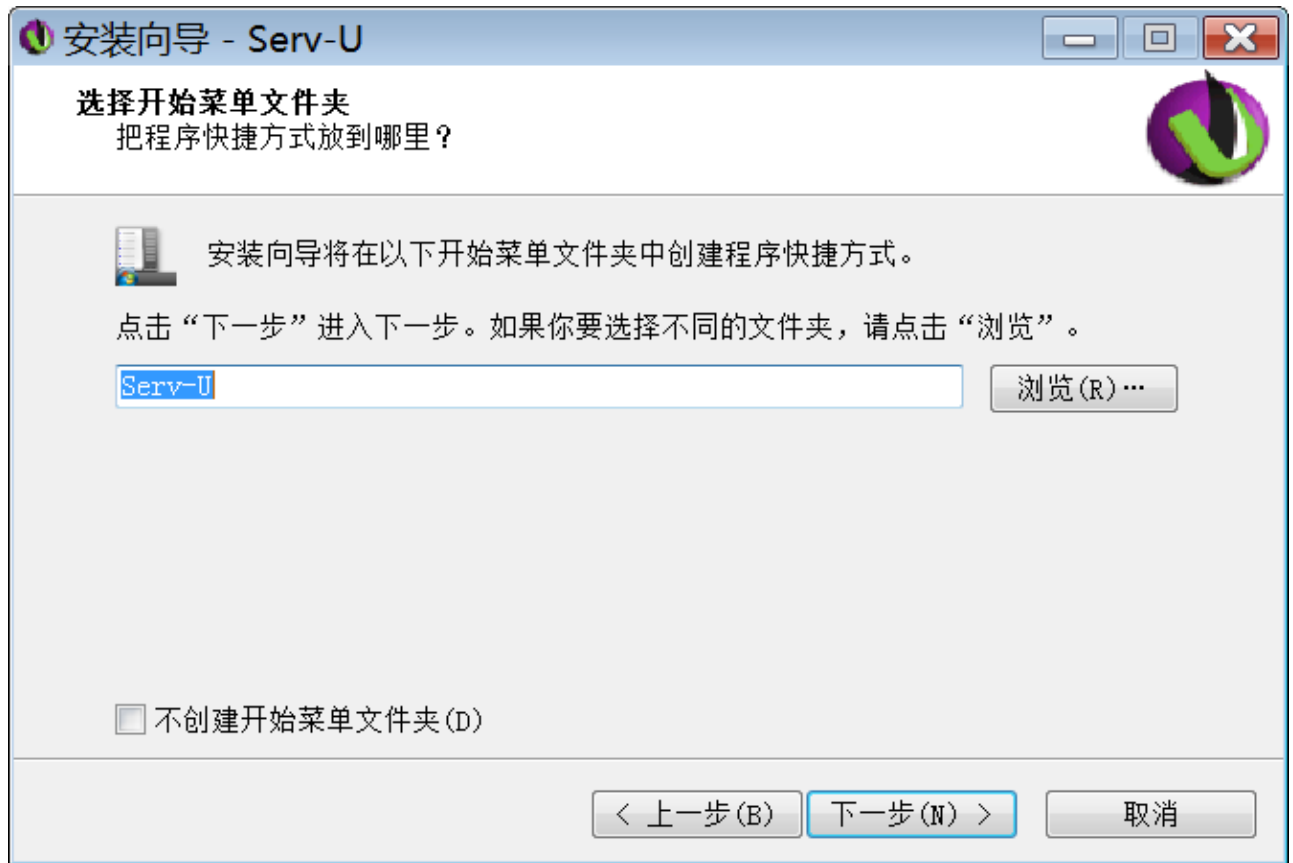 安装向导 - Serv-U
选择开始菜单文件夹
把程序快捷方式放到哪里？
安装向导将在以下开始菜单文件夹中创建程序快捷方式。
点击“下一步”进入下一步。如果你要选择不同的文件夹，请点击“浏览”。
Serv-U
浏览(R)…
不创建开始菜单文件夹(D)
< 上一步(B)
下一步(N) >
取消